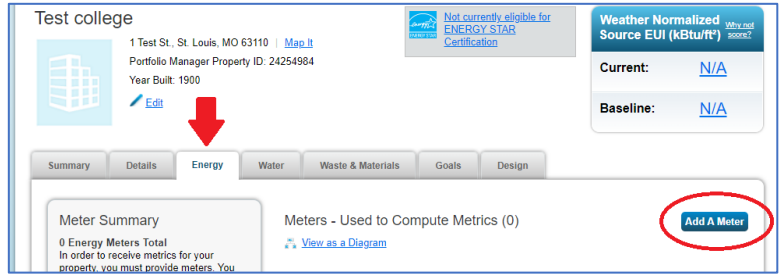 Test college
1 Test St., St. Louis, MO 63110 | Map It
Portfolio Manager Property ID: 24254984
Year Built: 1900
Edit
ENERGY STAR
Not currently eligible for
ENERGY STAR
Certification
Weather Normalized Why not
Source EUI (kBtu/ft²) score?
Current: N/A
Baseline: N/A
Summary Details Energy Water Waste & Materials Goals Design
Meter Summary
0 Energy Meters Total
In order to receive metrics for your
property, you must provide meters. You
Meters - Used to Compute Metrics (0)
View as a Diagram
Add A Meter